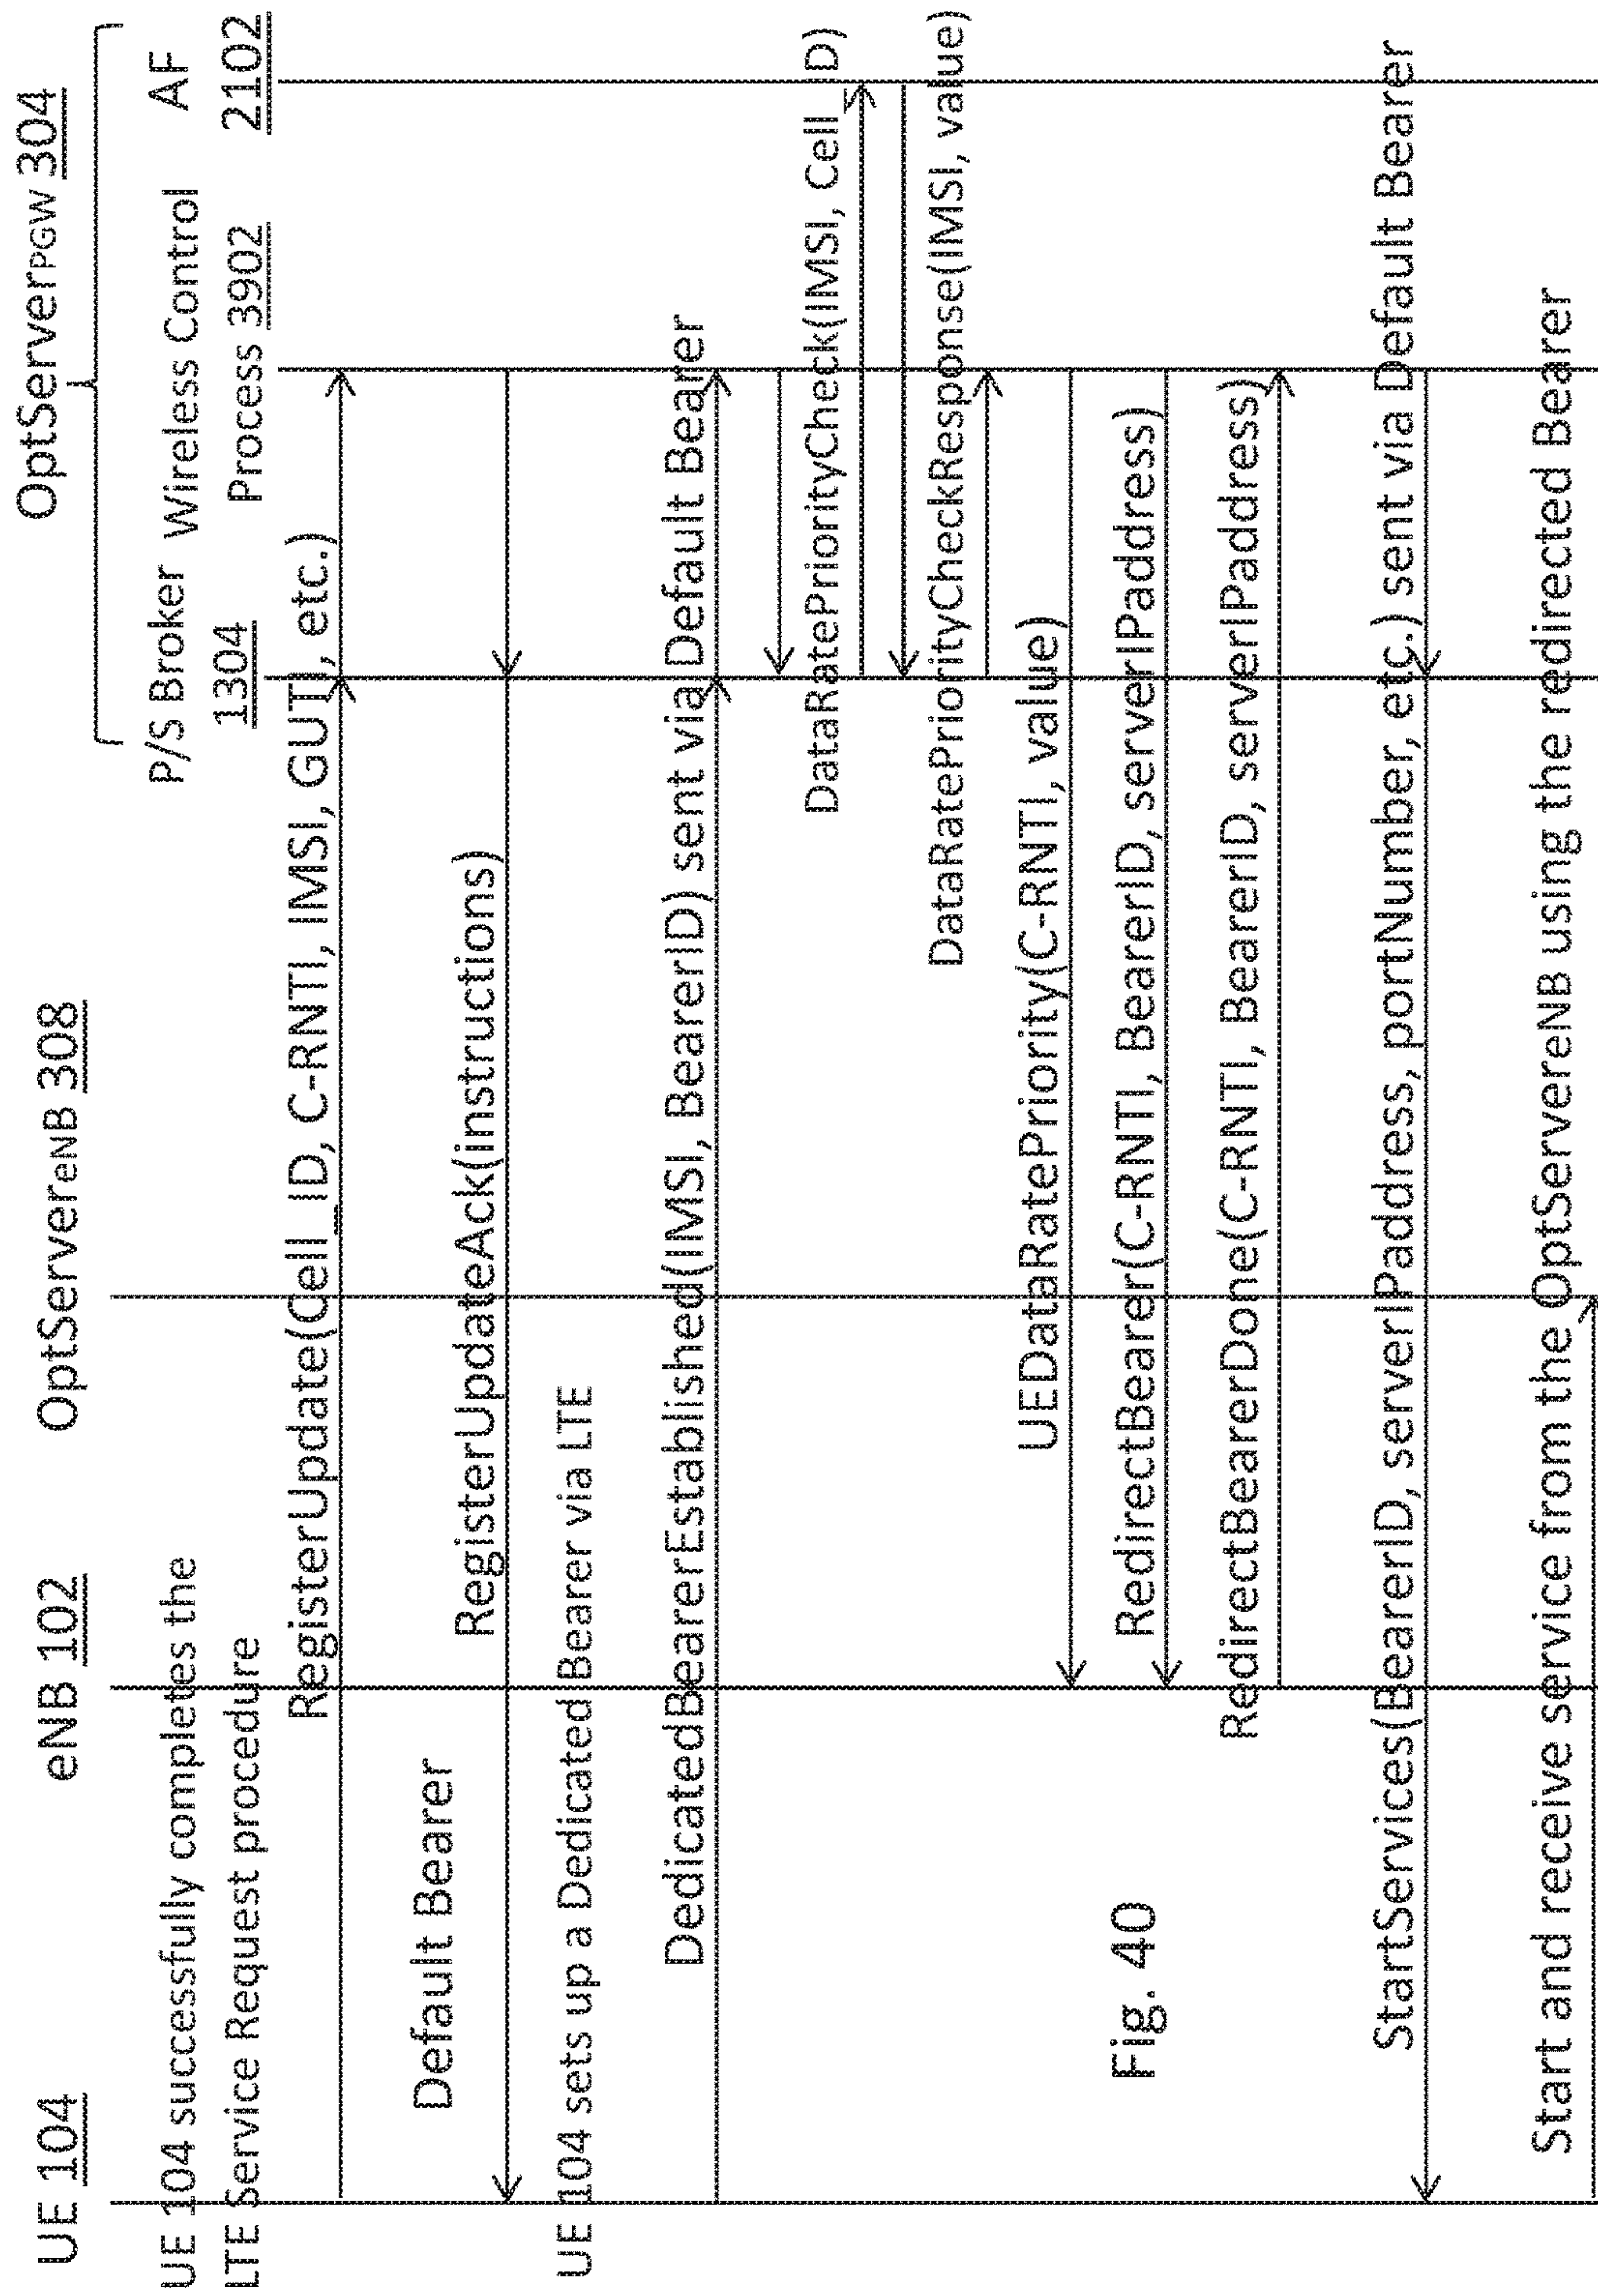 UE 104
eNB 102
OptServereNB 308
OptServerPGW 304
P/S Broker
1304
Wireless Control
Process 3902
AF
2102
UE 104 successfully completes the
LTE Service Request procedure
RegisterUpdate(Cell_ID, C-RNTI, IMSI, GUTI, etc.)
Default Bearer
RegisterUpdateAck(instructions)
UE 104 sets up a Dedicated Bearer via LTE
DedicatedBearerEstablished(IMSI, BearerID) sent via Default Bearer
DataRatePriorityCheck(IMSI, Cell_ID)
DataRatePriorityCheckResponse(IMSI, value)
UEDataRatePriority(C-RNTI, value)
RedirectBearer(C-RNTI, BearerID, serverIPaddress)
RedirectBearerDone(C-RNTI, BearerID, serverIPaddress)
StartServices(BearerID, serverIPaddress, portNumber, etc.) sent via Default Bearer
Start and receive service from the OptServereNB using the redirected Bearer
Fig. 40